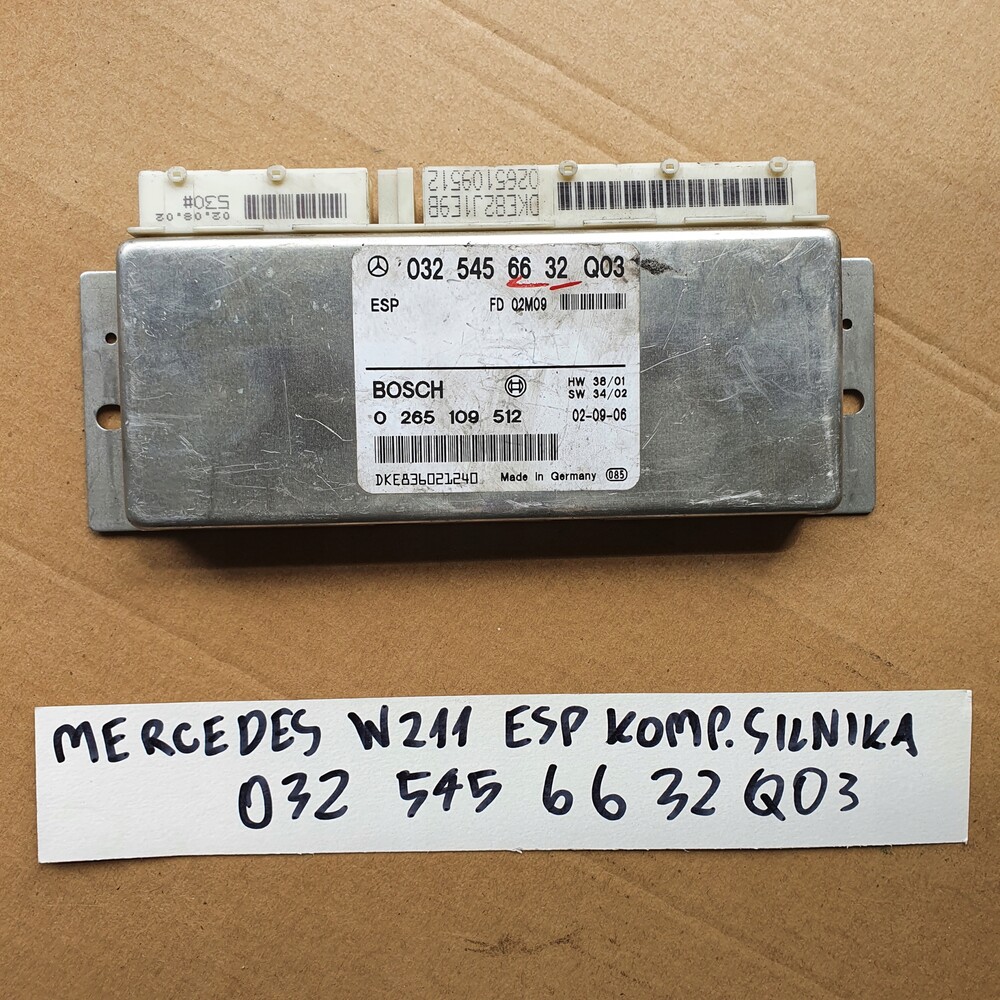 530#
02.08.02
0265109512
DKE82J1E9B
032 545 66 32 Q03
ESP FD 02M09
BOSCH HW 38/01
SW 34/02
0 265 109 512 02-09-06
DKE836021240 Made in Germany 085
MERCEDES W211 ESP KOMP. SILNIKA
032 545 66 32 Q03